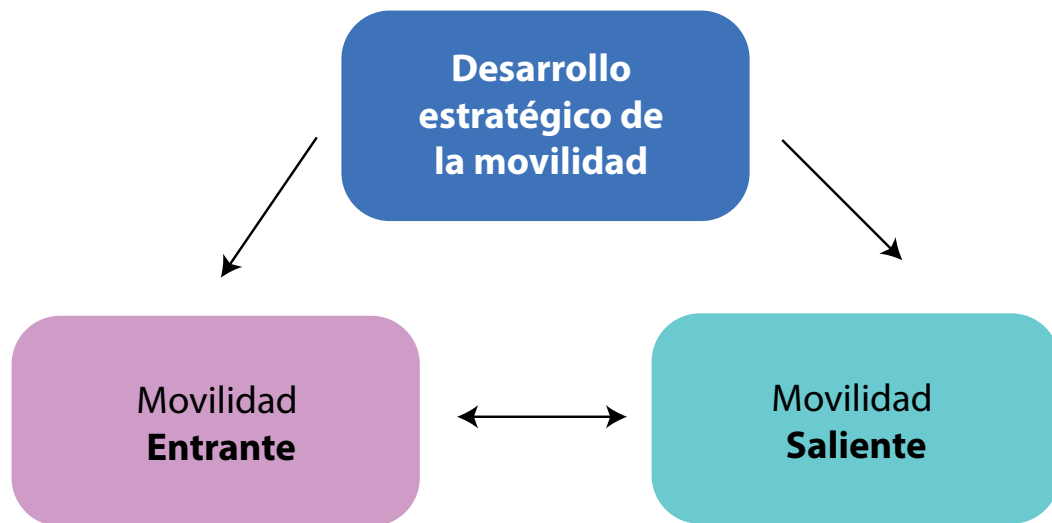 Desarrollo
estratégico de
la movilidad
Movilidad
Entrante
Movilidad
Saliente